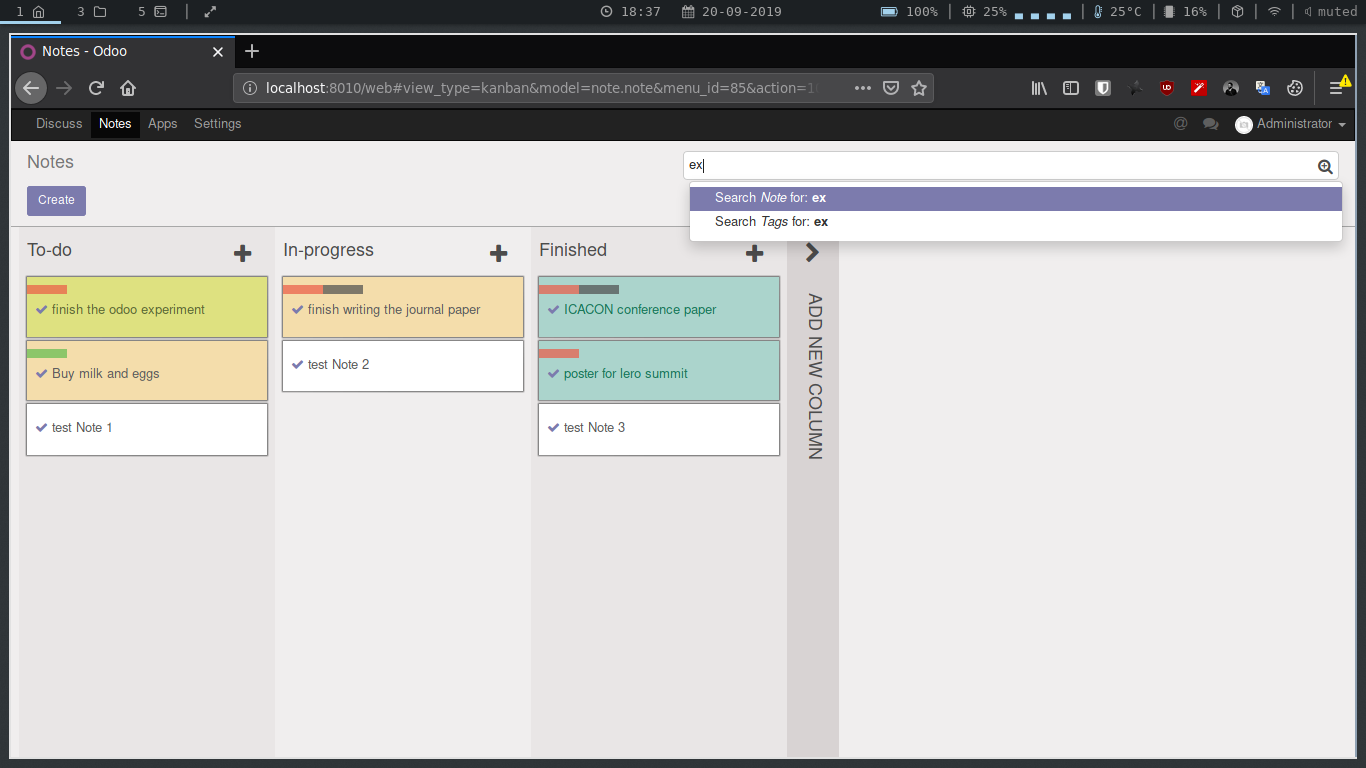 1 3 5 18:37 20-09-2019 100% 25% 25°C 16% muted
Notes - Odoo
localhost:8010/web#view_type=kanban&model=note.note&menu_id=85&action=1
Discuss Notes Apps Settings Administrator
Notes
ex
Create
Search Note for: ex
Search Tags for: ex
To-do
finish the odoo experiment
Buy milk and eggs
test Note 1
In-progress
finish writing the journal paper
test Note 2
Finished
ICACON conference paper
poster for lero summit
test Note 3
ADD NEW COLUMN